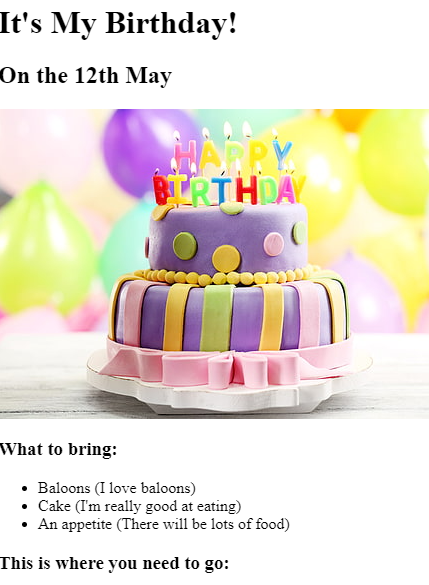 It's My Birthday!
On the 12th May
HAPPY
BIRTHDAY
What to bring:
Baloons (I love baloons)
Cake (I'm really good at eating)
An appetite (There will be lots of food)
This is where you need to go: